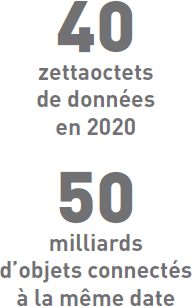 40
zettaoctets
de données
en 2020
50
milliards
d’objets connectés
à la même date